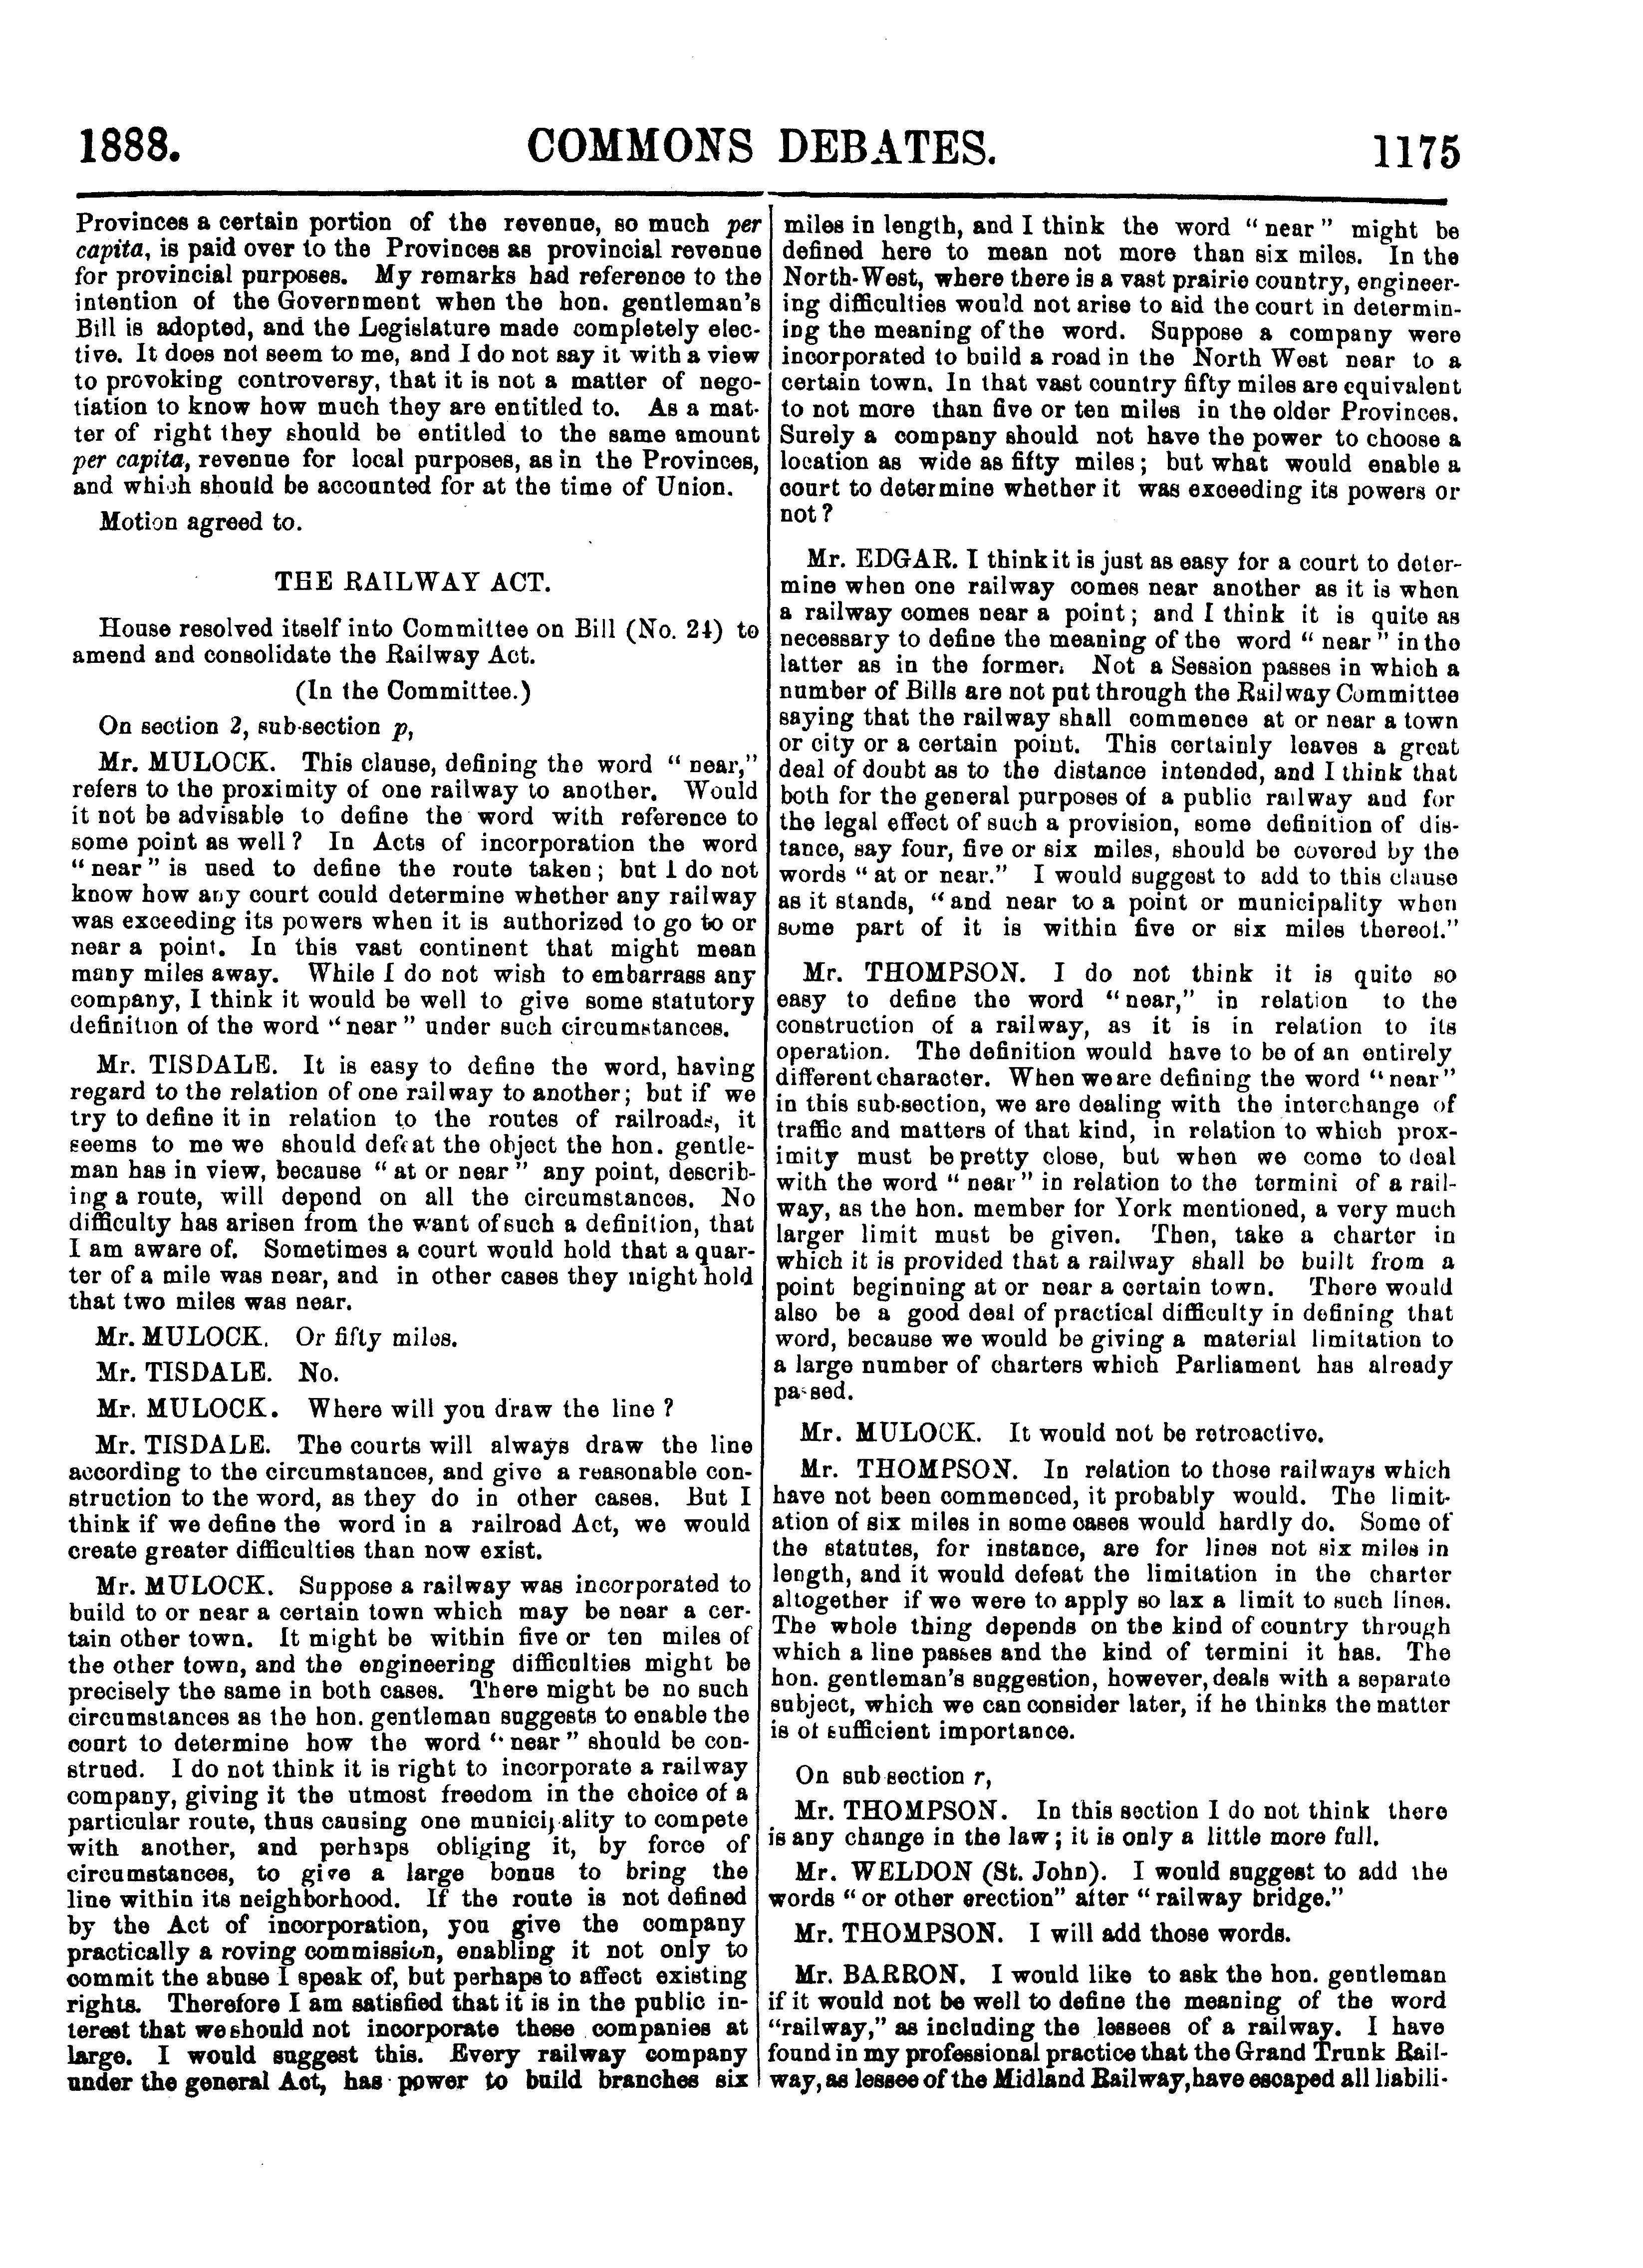 1888. COMMONS DEBATES. 1175
Provinces a certain portion of the revenue, so much per
capita, is paid over to the Provinces as provincial revenue
for provincial purposes. My remarks had reference to the
intention of the Government when the hon. gentleman's
Bill is adopted, and the Legislature made completely elec-
tive. It does not seem to me, and I do not say it with a view
to provoking controversy, that it is not a matter of nego-
tiation to know how much they are entitled to. As a mat-
ter of right they should be entitled to the same amount
per capita, revenue for local purposes, as in the Provinces,
and which should be accounted for at the time of Union.
Motion agreed to.
THE RAILWAY ACT.
House resolved itself into Committee on Bill (No. 24) to
amend and consolidate the Railway Act.
(In the Committee.)
On section 2, sub-section p,
Mr. MULOCK. This clause, defining the word "near,"
refers to the proximity of one railway to another. Would
it not be advisable to define the word with reference to
some point as well? In Acts of incorporation the word
"near" is used to define the route taken; but I do not
know how any court could determine whether any railway
was exceeding its powers when it is authorized to go to or
near a point. In this vast continent that might mean
many miles away. While I do not wish to embarrass any
company, I think it would be well to give some statutory
definition of the word "near" under such circumstances.
Mr. TISDALE. It is easy to define the word, having
regard to the relation of one railway to another; but if we
try to define it in relation to the routes of railroads, it
seems to me we should defeat the object the hon. gentle-
man has in view, because "at or near" any point, describ-
ing a route, will depend on all the circumstances. No
difficulty has arisen from the want of such a definition, that
I am aware of. Sometimes a court would hold that a quar-
ter of a mile was near, and in other cases they might hold
that two miles was near.
Mr. MULOCK. Or fifty miles.
Mr. TISDALE. No.
Mr. MULOCK. Where will you draw the line?
Mr. TISDALE. The courts will always draw the line
according to the circumstances, and give a reasonable con-
struction to the word, as they do in other cases. But I
think if we define the word in a railroad Act, we would
create greater difficulties than now exist.
Mr. MULOCK. Suppose a railway was incorporated to
build to or near a certain town which may be near a cer-
tain other town. It might be within five or ten miles of
the other town, and the engineering difficulties might be
precisely the same in both cases. There might be no such
circumstances as the hon. gentleman suggests to enable the
court to determine how the word "near" should be con-
strued. I do not think it is right to incorporate a railway
company, giving it the utmost freedom in the choice of a
particular route, thus causing one municipality to compete
with another, and perhaps obliging it, by force of
circumstances, to give a large bonus to bring the
line within its neighborhood. If the route is not defined
by the Act of incorporation, you give the company
practically a roving commission, enabling it not only to
commit the abuse I speak of, but perhaps to affect existing
rights. Therefore I am satisfied that it is in the public in-
terest that we should not incorporate these companies at
large. I would suggest this. Every railway company
under the general Act, has power to build branches six
miles in length, and I think the word "near" might be
defined here to mean not more than six miles. In the
North-West, where there is a vast prairie country, engineer-
ing difficulties would not arise to aid the court in determin-
ing the meaning of the word. Suppose a company were
incorporated to build a road in the North West near to a
certain town. In that vast country fifty miles are equivalent
to not more than five or ten miles in the older Provinces.
Surely a company should not have the power to choose a
location as wide as fifty miles; but what would enable a
court to determine whether it was exceeding its powers or
not?
Mr. EDGAR. I think it is just as easy for a court to deter-
mine when one railway comes near another as it is when
a railway comes near a point; and I think it is quite as
necessary to define the meaning of the word "near" in the
latter as in the former. Not a Session passes in which a
number of Bills are not put through the Railway Committee
saying that the railway shall commence at or near a town
or city or a certain point. This certainly leaves a great
deal of doubt as to the distance intended, and I think that
both for the general purposes of a public railway and for
the legal effect of such a provision, some definition of dis-
tance, say four, five or six miles, should be covered by the
words "at or near." I would suggest to add to this clause
as it stands, "and near to a point or municipality when
some part of it is within five or six miles thereof."
Mr. THOMPSON. I do not think it is quite so
easy to define the word "near," in relation to the
construction of a railway, as it is in relation to its
operation. The definition would have to be of an entirely
different character. When we are defining the word "near"
in this sub-section, we are dealing with the interchange of
traffic and matters of that kind, in relation to which prox-
imity must be pretty close, but when we come to deal
with the word "near" in relation to the termini of a rail-
way, as the hon. member for York mentioned, a very much
larger limit must be given. Then, take a charter in
which it is provided that a railway shall be built from a
point beginning at or near a certain town. There would
also be a good deal of practical difficulty in defining that
word, because we would be giving a material limitation to
a large number of charters which Parliament has already
passed.
Mr. MULOCK. It would not be retroactive.
Mr. THOMPSON. In relation to those railways which
have not been commenced, it probably would. The limit-
ation of six miles in some cases would hardly do. Some of
the statutes, for instance, are for lines not six miles in
length, and it would defeat the limitation in the charter
altogether if we were to apply so lax a limit to such lines.
The whole thing depends on the kind of country through
which a line passes and the kind of termini it has. The
hon. gentleman's suggestion, however, deals with a separate
subject, which we can consider later, if he thinks the matter
is of sufficient importance.
On sub section r,
Mr. THOMPSON. In this section I do not think there
is any change in the law; it is only a little more full.
Mr. WELDON (St. John). I would suggest to add the
words "or other erection" after "railway bridge."
Mr. THOMPSON. I will add those words.
Mr. BARRON. I would like to ask the hon. gentleman
if it would not be well to define the meaning of the word
"railway," as including the lessees of a railway. I have
found in my professional practice that the Grand Trunk Rail-
way, as lessee of the Midland Railway, have escaped all liabili-